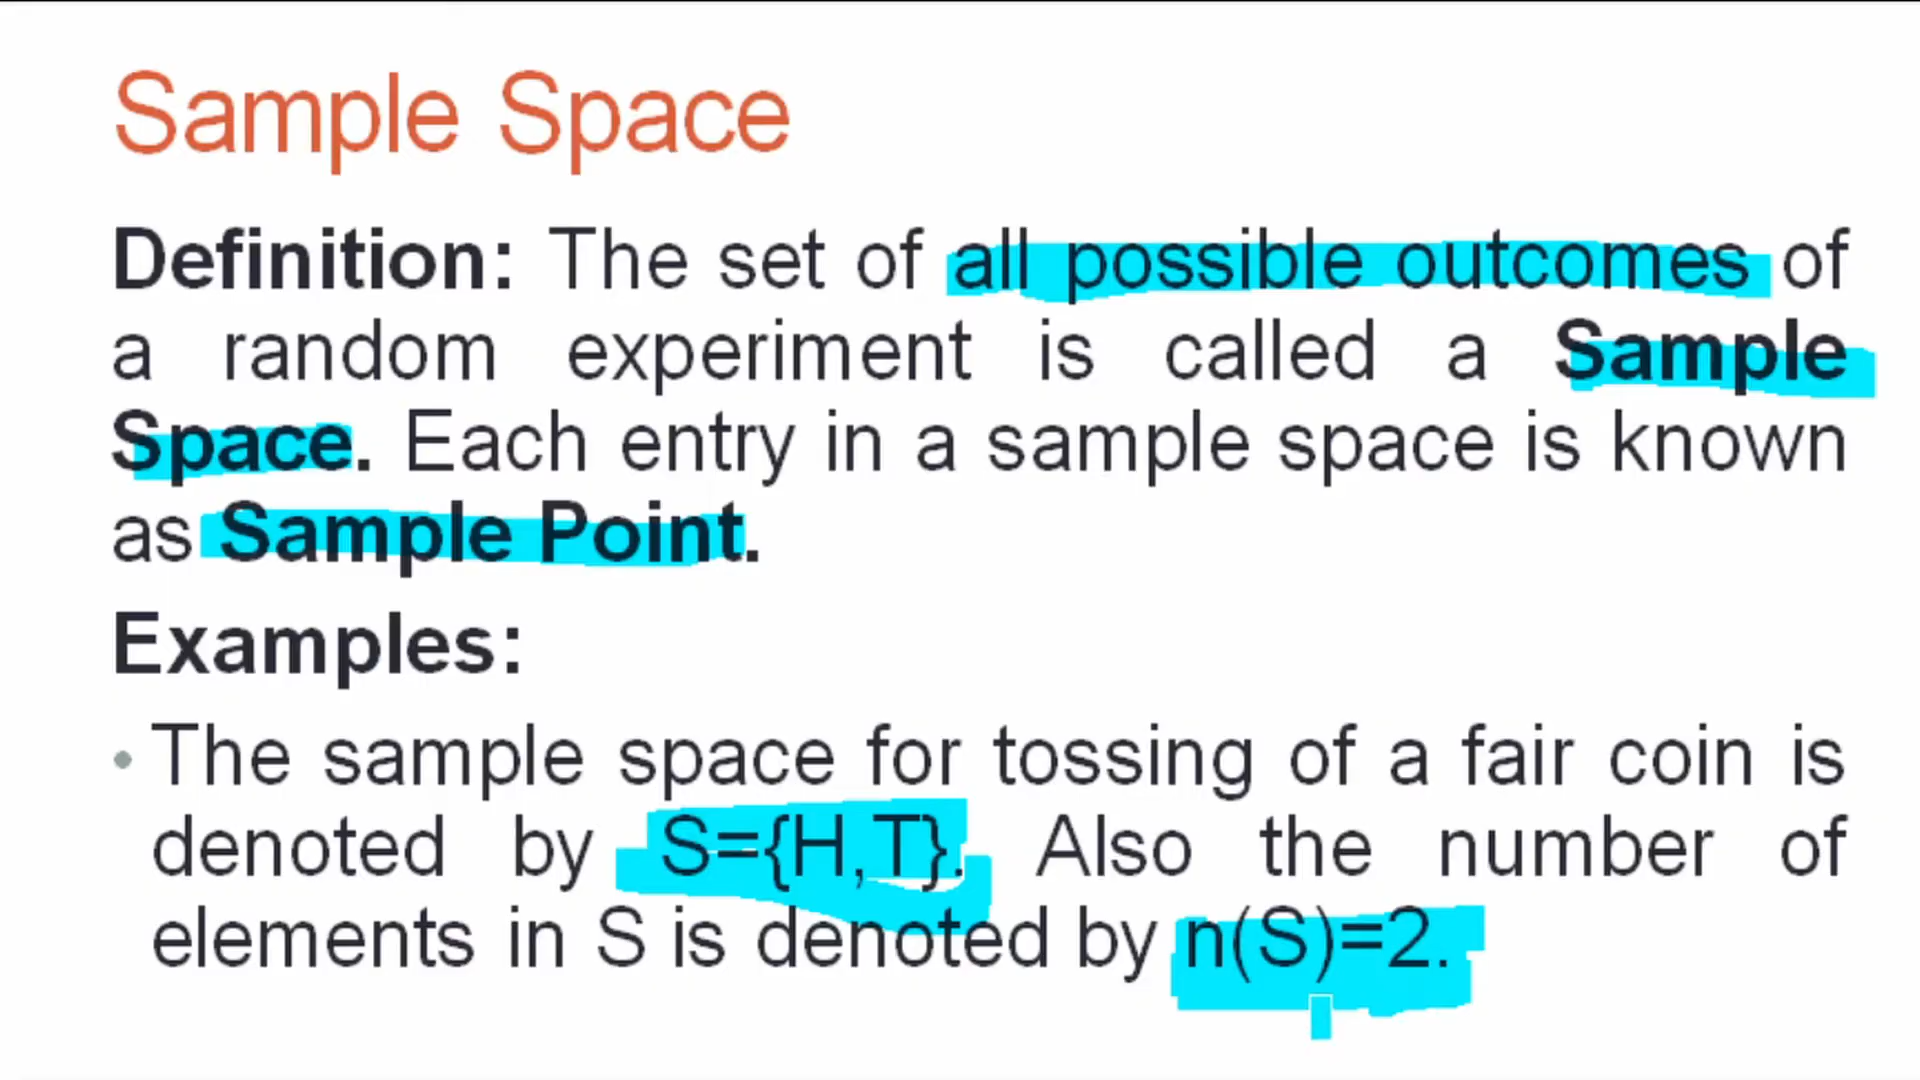 Sample Space
Definition: The set of all possible outcomes of
a random experiment is called a Sample
Space. Each entry in a sample space is known
as Sample Point.
Examples:
• The sample space for tossing of a fair coin is
denoted by S={H,T}. Also the number of
elements in S is denoted by n(S)=2.